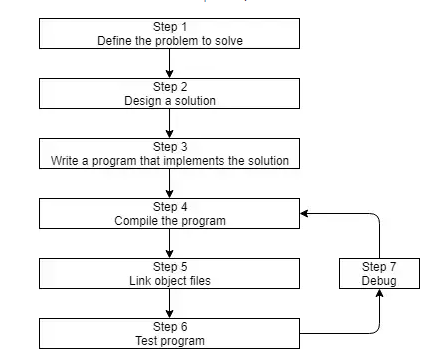 Step 1
Define the problem to solve
Step 2
Design a solution
Step 3
Write a program that implements the solution
Step 4
Compile the program
Step 5
Link object files
Step 7
Debug
Step 6
Test program